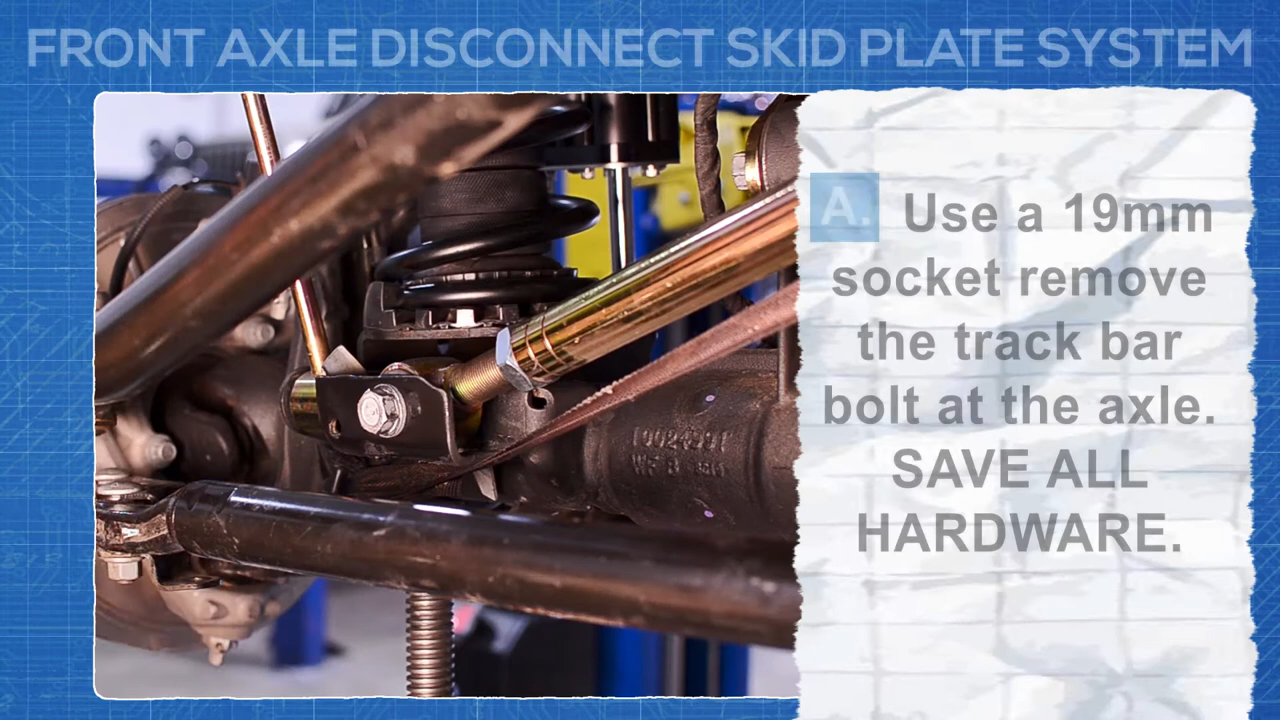 FRONT AXLE DISCONNECT SKID PLATE SYSTEM
A. Use a 19mm
socket remove
the track bar
bolt at the axle.
SAVE ALL
HARDWARE.